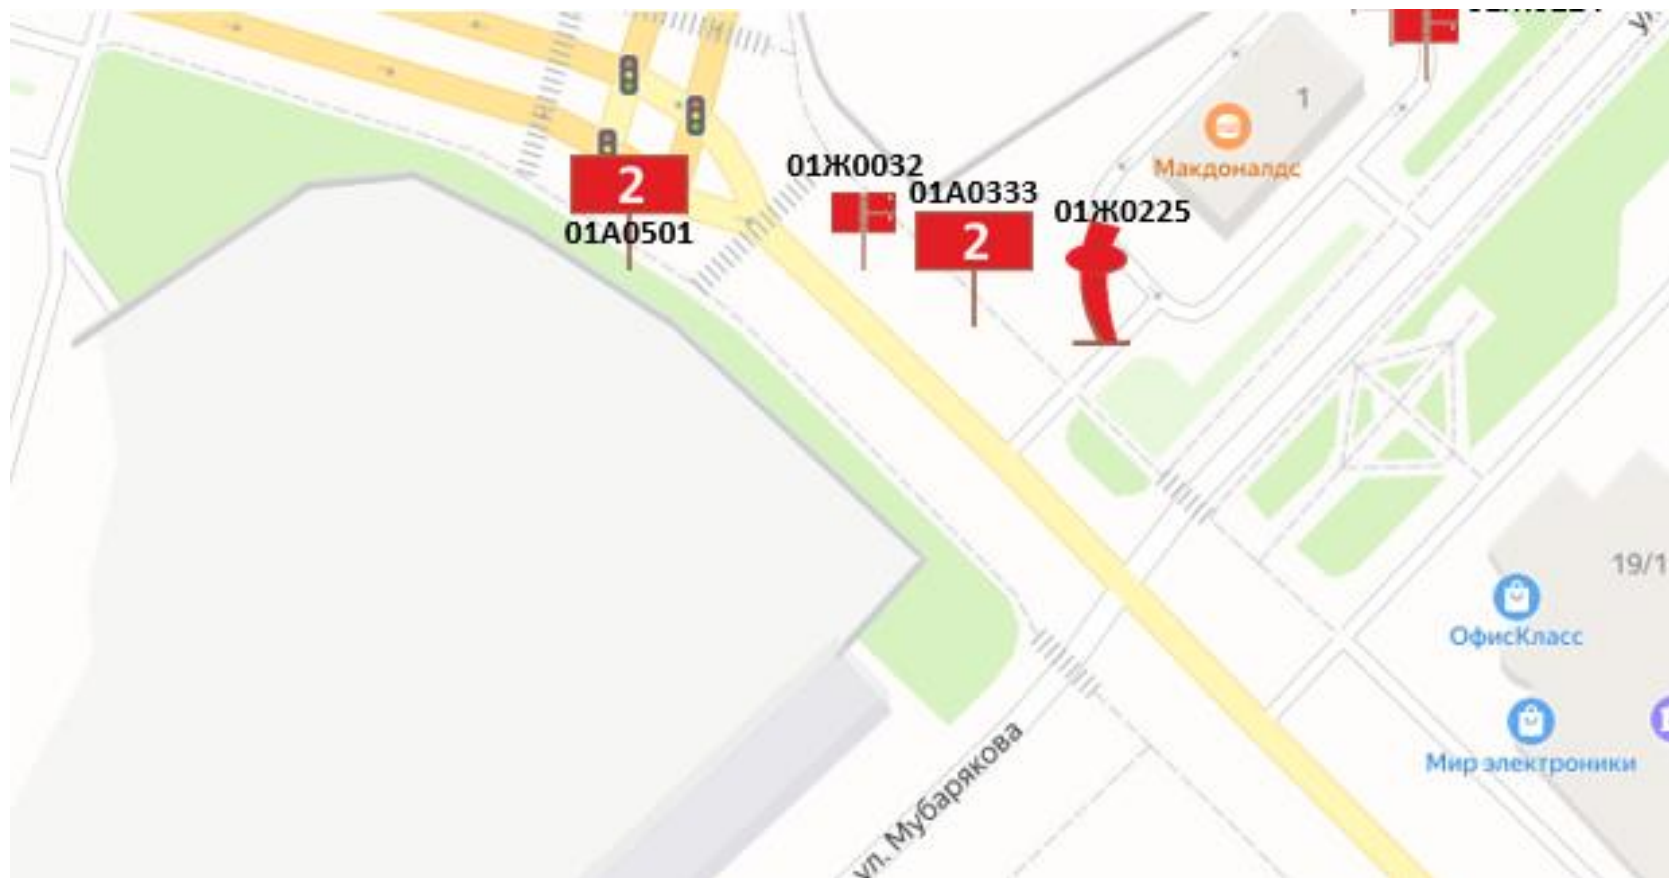 1
Макдоналдс
01Ж0032
01А0333
01Ж0225
2
2
01А0501
19/1
ОфисКласс
Мир электроники
ул. Мубарякова